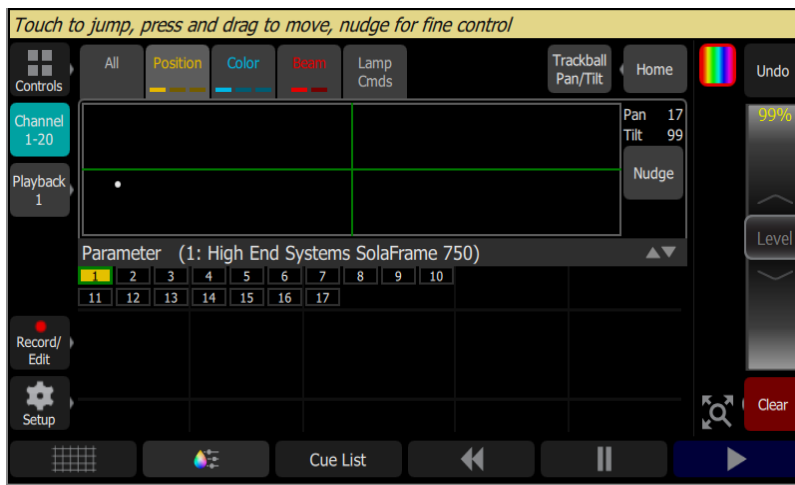 Touch to jump, press and drag to move, nudge for fine control
Controls
All
Position
Color
Beam
Lamp
Cmds
Trackball
Pan/Tilt
Home
Undo
Channel
1-20
Pan 17
Tilt 99
99%
Playback
1
Nudge
Level
Parameter (1: High End Systems SolaFrame 750)
1 2 3 4 5 6 7 8 9 10
11 12 13 14 15 16 17
Record/
Edit
Setup
Clear
Cue List